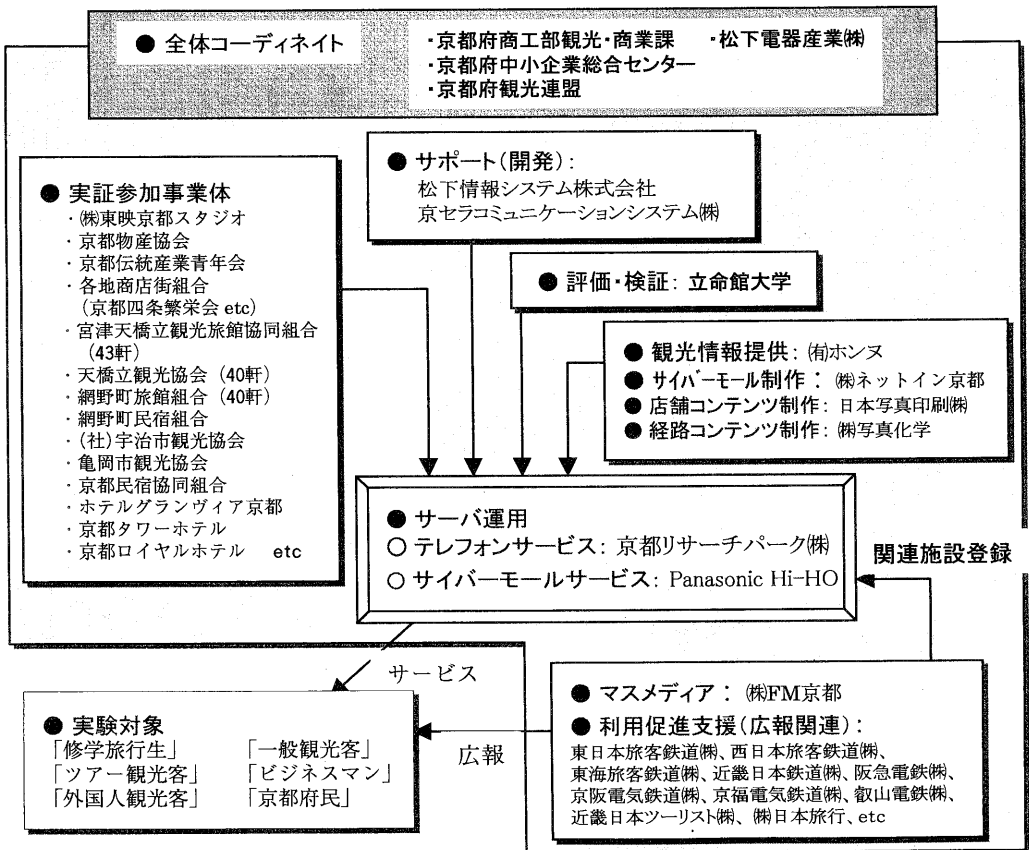 ● 全体コーディネイト
・京都府商工部観光・商業課 ・松下電器産業㈱
・京都府中小企業総合センター
・京都府観光連盟
● サポート(開発):
松下情報システム株式会社
京セラコミュニケーションシステム㈱
● 実証参加事業体
・㈱東映京都スタジオ
・京都物産協会
・京都伝統産業青年会
・各地商店街組合
(京都四条繁栄会 etc)
・宮津天橋立観光旅館協同組合
(43軒)
・天橋立観光協会(40軒)
・網野町旅館組合(40軒)
・網野町民宿組合
・(社)宇治市観光協会
・亀岡市観光協会
・京都民宿協同組合
・ホテルグランヴィア京都
・京都タワーホテル
・京都ロイヤルホテル etc
● 評価・検証: 立命館大学
● 観光情報提供: ㈲ホンヌ
● サイバーモール制作: ㈱ネットイン京都
● 店舗コンテンツ制作: 日本写真印刷㈱
● 経路コンテンツ制作: ㈱写真化学
● サーバ運用
○ テレフォンサービス: 京都リサーチパーク㈱
○ サイバーモールサービス: Panasonic Hi-HO
関連施設登録
サービス
● 実験対象
「修学旅行生」 「一般観光客」
「ツアー観光客」 「ビジネスマン」
「外国人観光客」 「京都府民」
広報
● マスメディア: ㈱FM京都
● 利用促進支援(広報関連):
東日本旅客鉄道㈱、西日本旅客鉄道㈱、
東海旅客鉄道㈱、近畿日本鉄道㈱、阪急電鉄㈱、
京阪電気鉄道㈱、京福電気鉄道㈱、叡山電鉄㈱、
近畿日本ツーリスト㈱、㈱日本旅行、etc